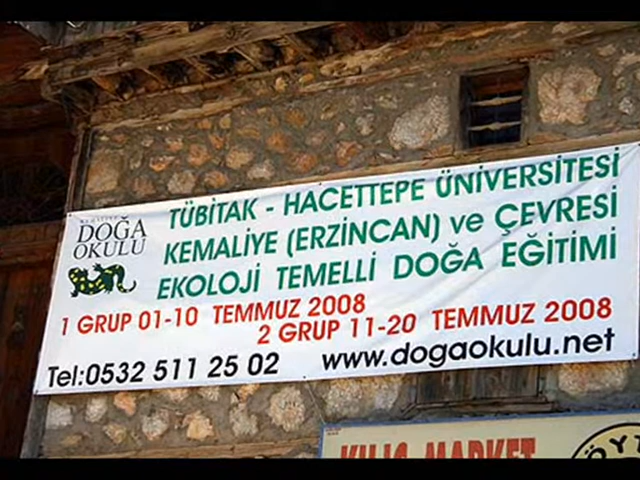 KEMALİYE
DOĞA
OKULU
TÜBİTAK - HACETTEPE ÜNİVERSİTESİ
KEMALİYE (ERZİNCAN) ve ÇEVRESİ
EKOLOJİ TEMELLİ DOĞA EĞİTİMİ
1 GRUP 01-10 TEMMUZ 2008
2 GRUP 11-20 TEMMUZ 2008
Tel:0532 511 25 02
www.dogaokulu.net
KILIÇ MARKET